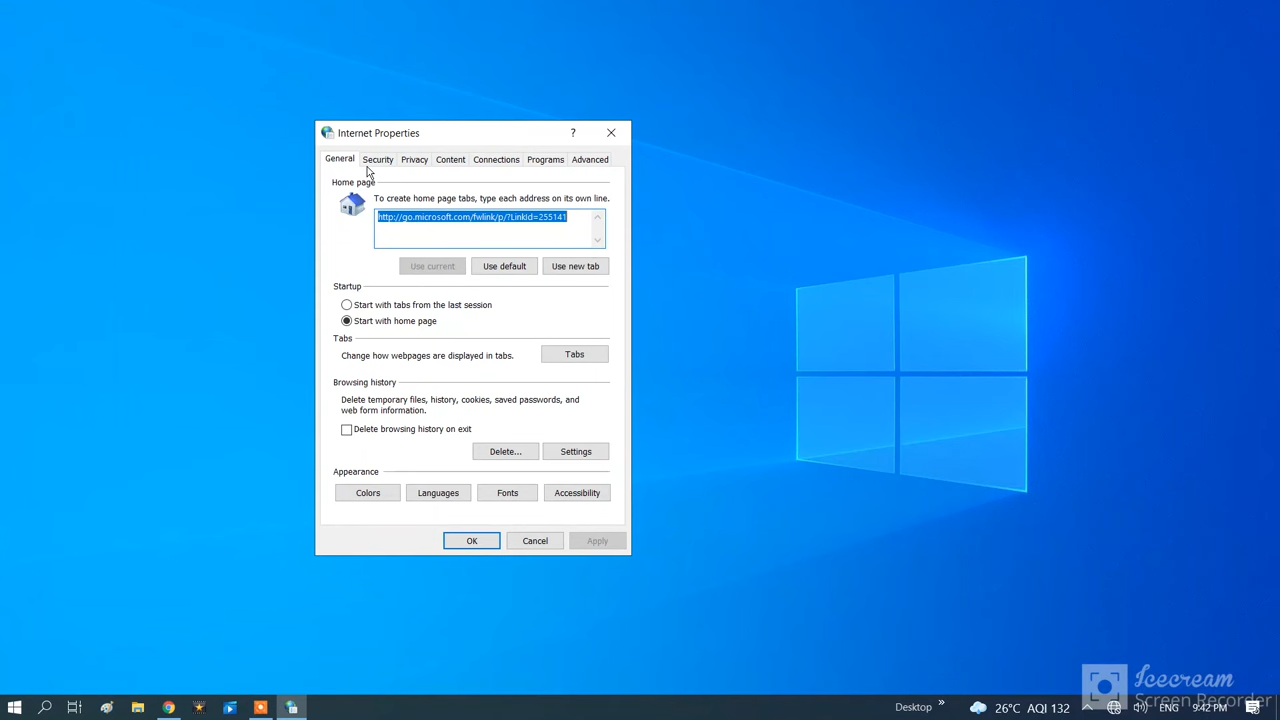 Internet Properties
?
General Security Privacy Content Connections Programs Advanced
Home page
To create home page tabs, type each address on its own line.
http://go.microsoft.com/fwlink/p/?LinkId=255141
Use current Use default Use new tab
Startup
Start with tabs from the last session
Start with home page
Tabs
Change how webpages are displayed in tabs.
Tabs
Browsing history
Delete temporary files, history, cookies, saved passwords, and
web form information.
Delete browsing history on exit
Delete... Settings
Appearance
Colors Languages Fonts Accessibility
OK Cancel Apply
Icecream
Screen Recorder
Desktop » 26°C AQI 132 ENG 9:42 PM